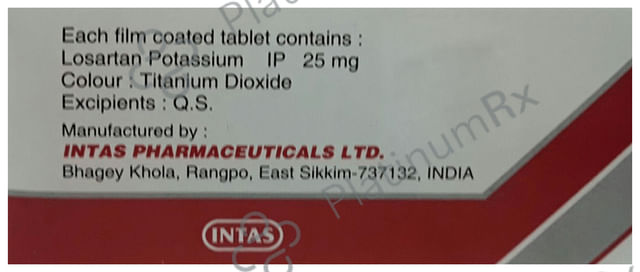 Each film coated tablet contains :
Losartan Potassium IP 25 mg
Colour : Titanium Dioxide
Excipients : Q.S.
Manufactured by :
INTAS PHARMACEUTICALS LTD.
Bhagey Khola, Rangpo, East Sikkim-737132, INDIA
INTAS
PlatinumRx